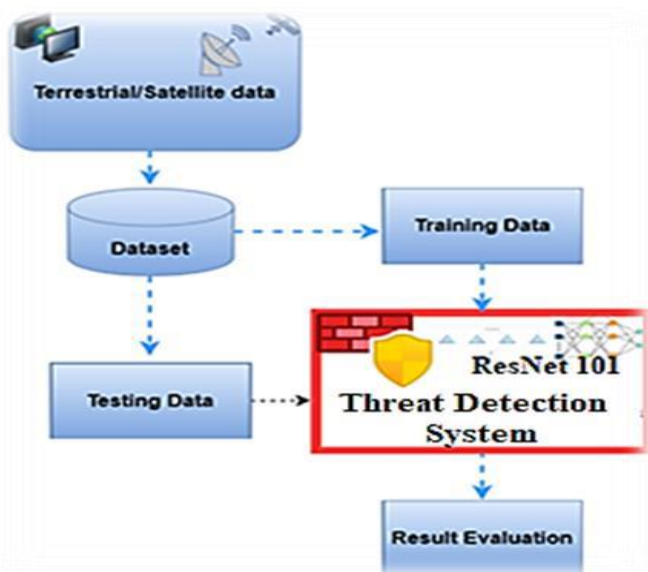 Terrestrial/Satellite data
Dataset
Training Data
ResNet 101
Threat Detection
System
Testing Data
Result Evaluation